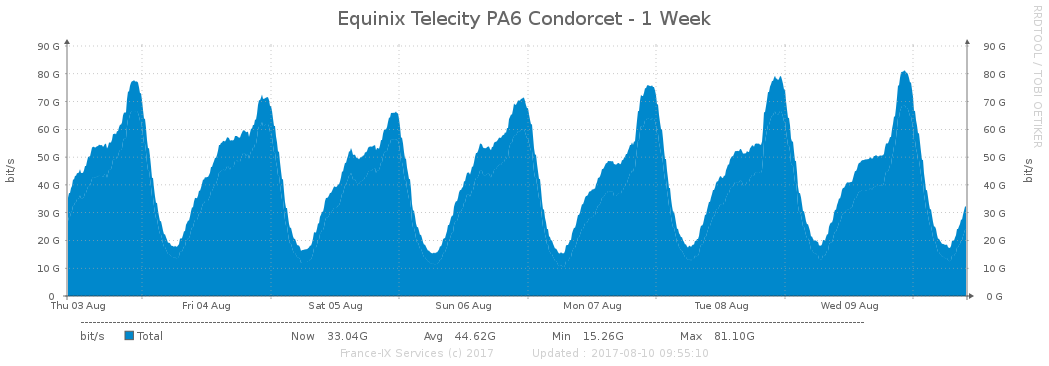 Equinix Telecity PA6 Condorcet - 1 Week
RRDTOOL / TOBI OETIKER
bit/s
90 G 90 G
80 G 80 G
70 G 70 G
60 G 60 G
50 G 50 G
40 G 40 G
30 G 30 G
20 G 20 G
10 G 10 G
0 0 G
bit/s
Thu 03 Aug Fri 04 Aug Sat 05 Aug Sun 06 Aug Mon 07 Aug Tue 08 Aug Wed 09 Aug
bit/s Total Now 33.04G Avg 44.62G Min 15.26G Max 81.10G
France-IX Services (c) 2017 Updated : 2017-08-10 09:55:10